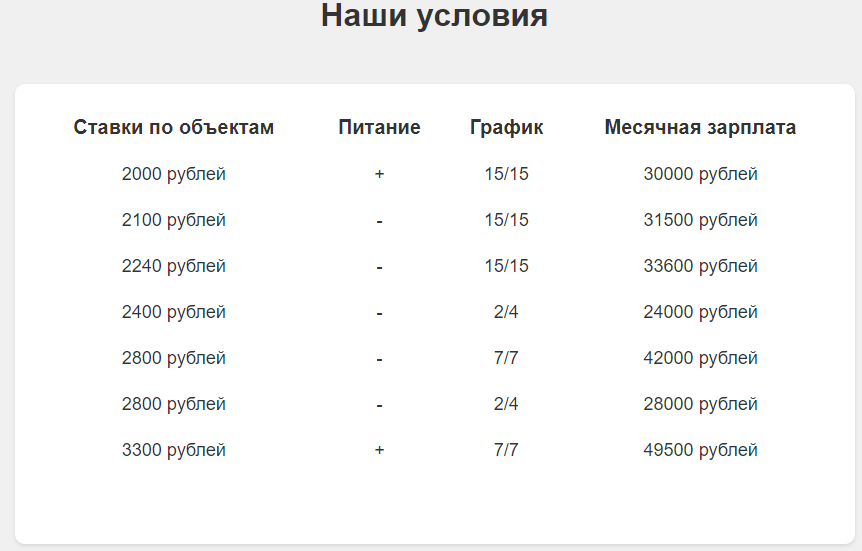 Наши условия
Ставки по объектам Питание График Месячная зарплата
2000 рублей + 15/15 30000 рублей
2100 рублей - 15/15 31500 рублей
2240 рублей - 15/15 33600 рублей
2400 рублей - 2/4 24000 рублей
2800 рублей - 7/7 42000 рублей
2800 рублей - 2/4 28000 рублей
3300 рублей + 7/7 49500 рублей